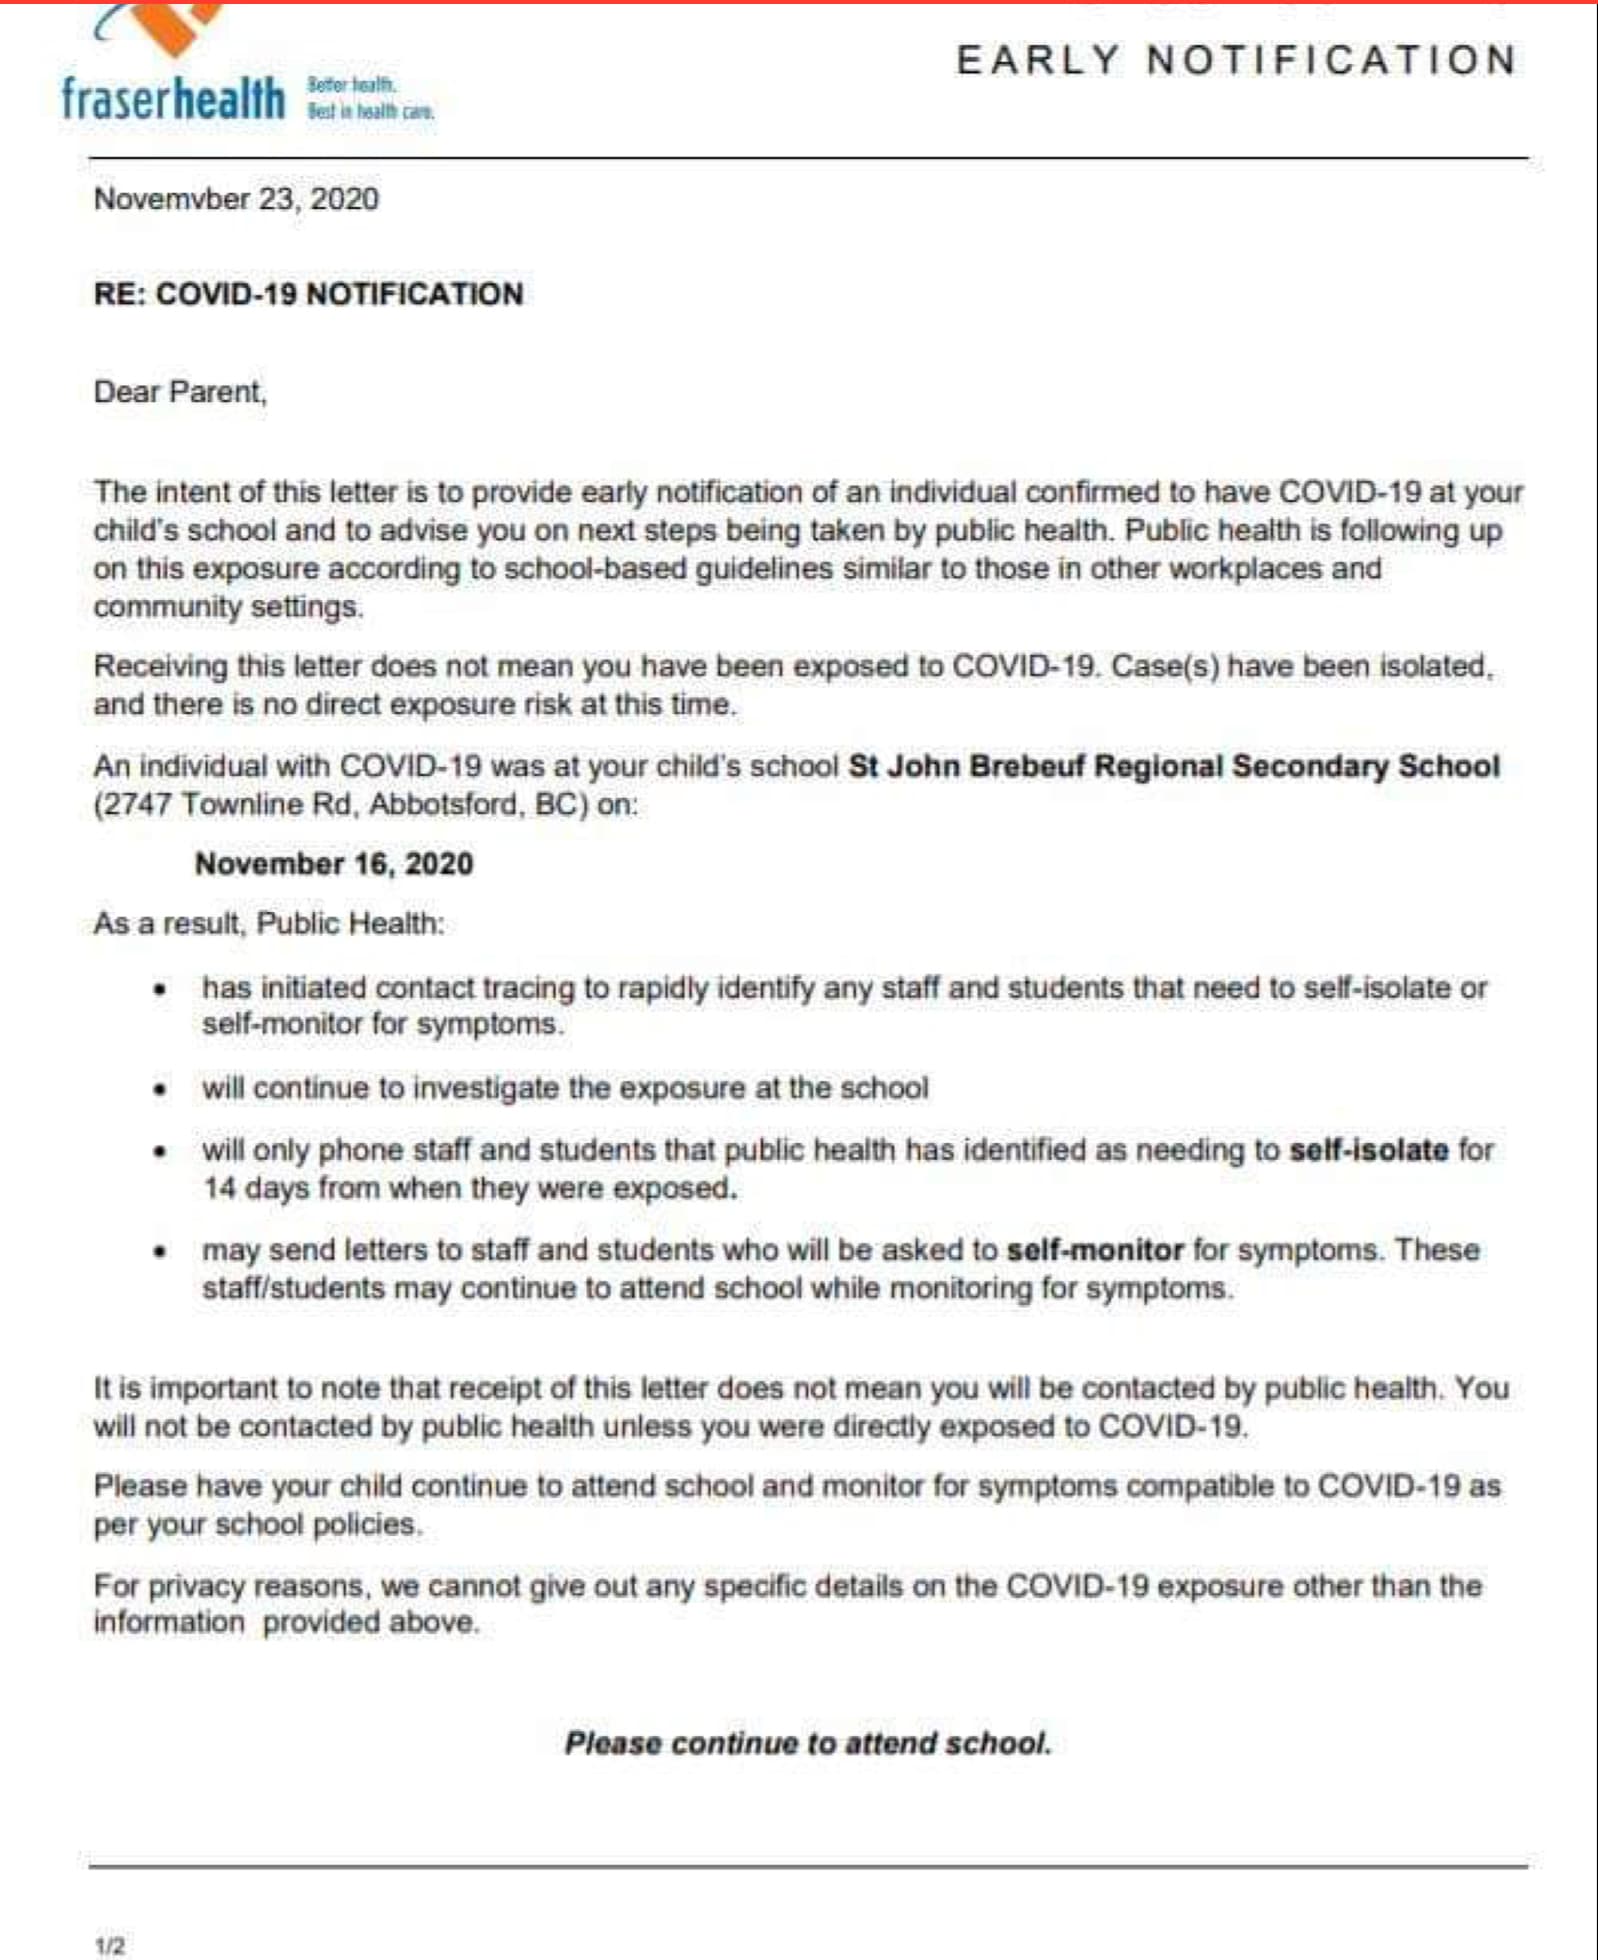 EARLY NOTIFICATION
fraserhealth
Better health.
Best in health care.
Novemvber 23, 2020
RE: COVID-19 NOTIFICATION
Dear Parent,
The intent of this letter is to provide early notification of an individual confirmed to have COVID-19 at your
child's school and to advise you on next steps being taken by public health. Public health is following up
on this exposure according to school-based guidelines similar to those in other workplaces and
community settings.
Receiving this letter does not mean you have been exposed to COVID-19. Case(s) have been isolated,
and there is no direct exposure risk at this time.
An individual with COVID-19 was at your child's school St John Brebeuf Regional Secondary School
(2747 Townline Rd, Abbotsford, BC) on:
November 16, 2020
As a result, Public Health:
• has initiated contact tracing to rapidly identify any staff and students that need to self-isolate or
self-monitor for symptoms.
• will continue to investigate the exposure at the school
• will only phone staff and students that public health has identified as needing to self-isolate for
14 days from when they were exposed.
• may send letters to staff and students who will be asked to self-monitor for symptoms. These
staff/students may continue to attend school while monitoring for symptoms.
It is important to note that receipt of this letter does not mean you will be contacted by public health. You
will not be contacted by public health unless you were directly exposed to COVID-19.
Please have your child continue to attend school and monitor for symptoms compatible to COVID-19 as
per your school policies.
For privacy reasons, we cannot give out any specific details on the COVID-19 exposure other than the
information provided above.
Please continue to attend school.
1/2